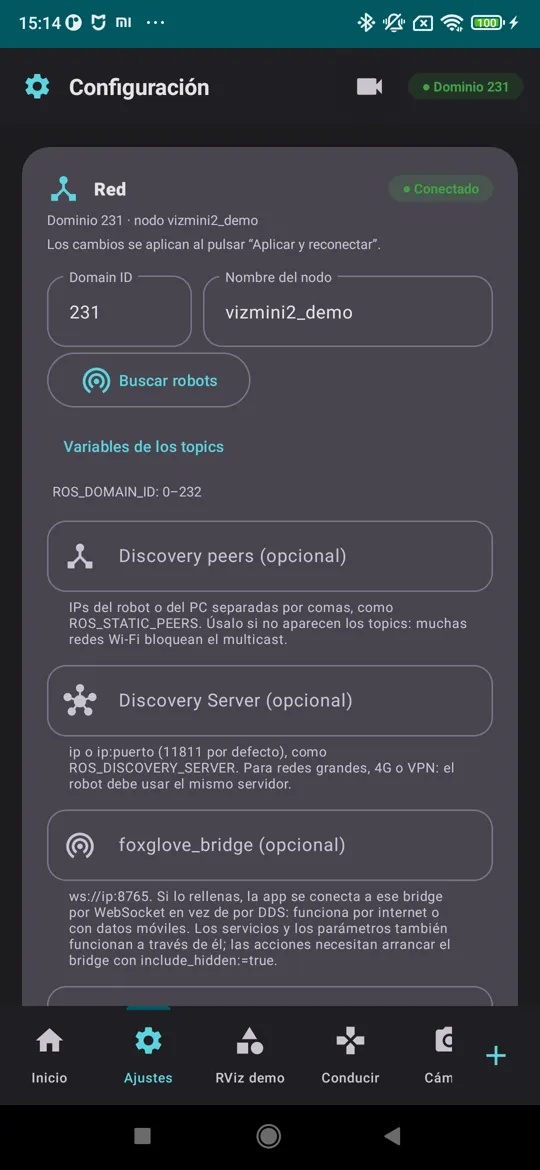 15:14
100
Configuración
Dominio 231
Red
Conectado
Dominio 231 · nodo vizmini2_demo
Los cambios se aplican al pulsar “Aplicar y reconectar”.
Domain ID
Nombre del nodo
231
vizmini2_demo
Buscar robots
Variables de los topics
ROS_DOMAIN_ID: 0–232
Discovery peers (opcional)
IPs del robot o del PC separadas por comas, como
ROS_STATIC_PEERS. Úsalo si no aparecen los topics: muchas
redes Wi-Fi bloquean el multicast.
Discovery Server (opcional)
ip o ip:puerto (11811 por defecto), como
ROS_DISCOVERY_SERVER. Para redes grandes, 4G o VPN: el
robot debe usar el mismo servidor.
foxglove_bridge (opcional)
ws://ip:8765. Si lo rellenas, la app se conecta a ese bridge
por WebSocket en vez de por DDS: funciona por internet o
con datos móviles. Los servicios y los parámetros también
funcionan a través de él; las acciones necesitan arrancar el
bridge con include_hidden:=true.
Inicio
Ajustes
RViz demo
Conducir
Cám